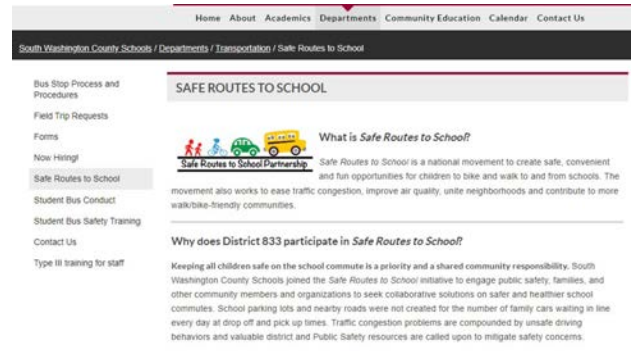 Home About Academics Departments Community Education Calendar Contact Us
South Washington County Schools / Departments / Transportation / Safe Routes to School
Bus Stop Process and
Procedures
Field Trip Requests
Forms
Now Hiring!
Safe Routes to School
Student Bus Conduct
Student Bus Safety Training
Contact Us
Type III training for staff
SAFE ROUTES TO SCHOOL
Safe Routes to School Partnership
What is Safe Routes to School?
Safe Routes to School is a national movement to create safe, convenient
and fun opportunities for children to bike and walk to and from schools. The
movement also works to ease traffic congestion, improve air quality, unite neighborhoods and contribute to more
walk/bike-friendly communities.
Why does District 833 participate in Safe Routes to School?
Keeping all children safe on the school commute is a priority and a shared community responsibility. South
Washington County Schools joined the Safe Routes to School initiative to engage public safety, families, and
other community members and organizations to seek collaborative solutions on safer and healthier school
commutes. School parking lots and nearby roads were not created for the number of family cars waiting in line
every day at drop off and pick up times. Traffic congestion problems are compounded by unsafe driving
behaviors and valuable district and Public Safety resources are called upon to mitigate safety concerns.